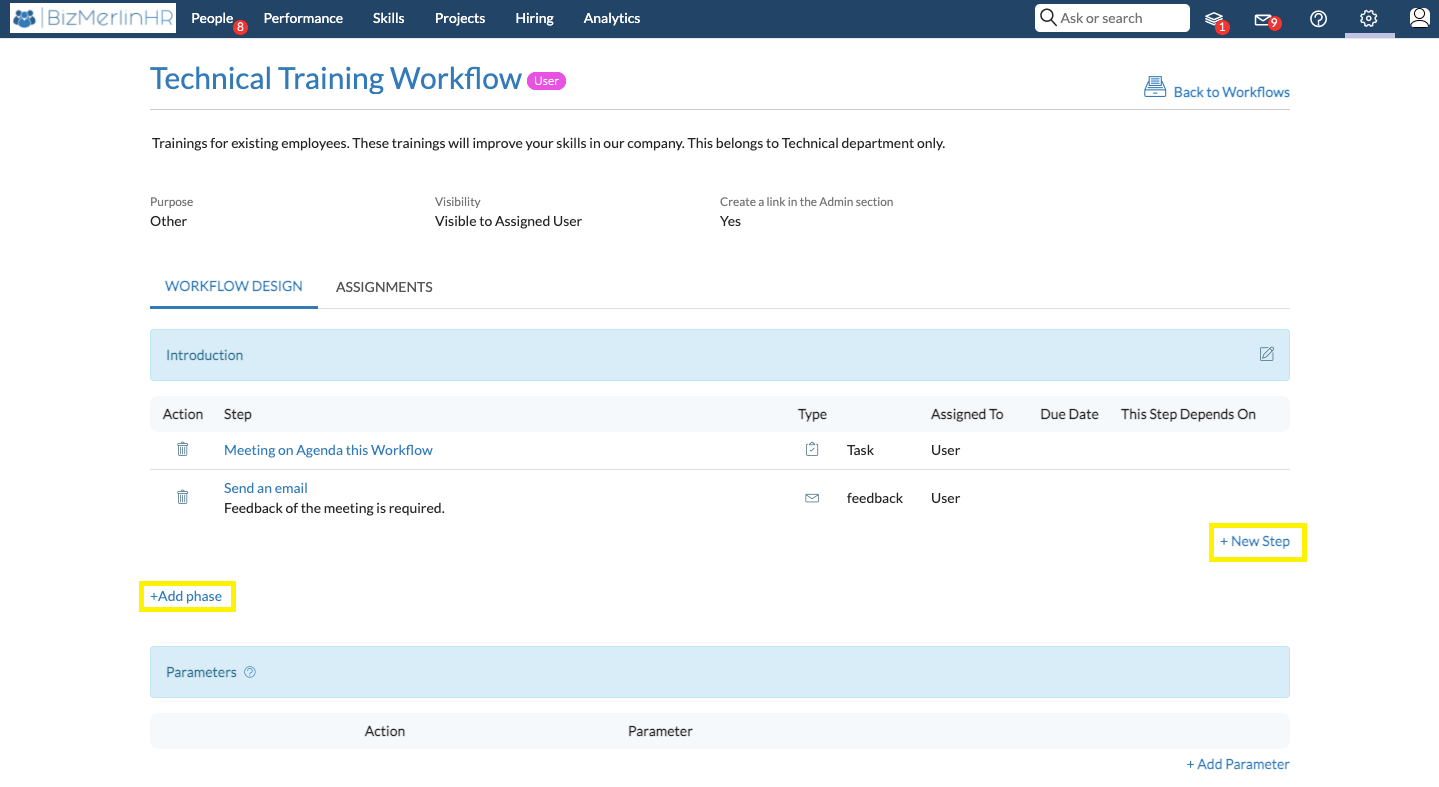 BizMerlinHR People 8 Performance Skills Projects Hiring Analytics Ask or search 1 9
Technical Training Workflow User
Back to Workflows
Trainings for existing employees. These trainings will improve your skills in our company. This belongs to Technical department only.
Purpose Visibility Create a link in the Admin section
Other Visible to Assigned User Yes
WORKFLOW DESIGN ASSIGNMENTS
Introduction
Action Step Type Assigned To Due Date This Step Depends On
Meeting on Agenda this Workflow Task User
Send an email
Feedback of the meeting is required. feedback User
+ New Step
+Add phase
Parameters
Action Parameter
+ Add Parameter